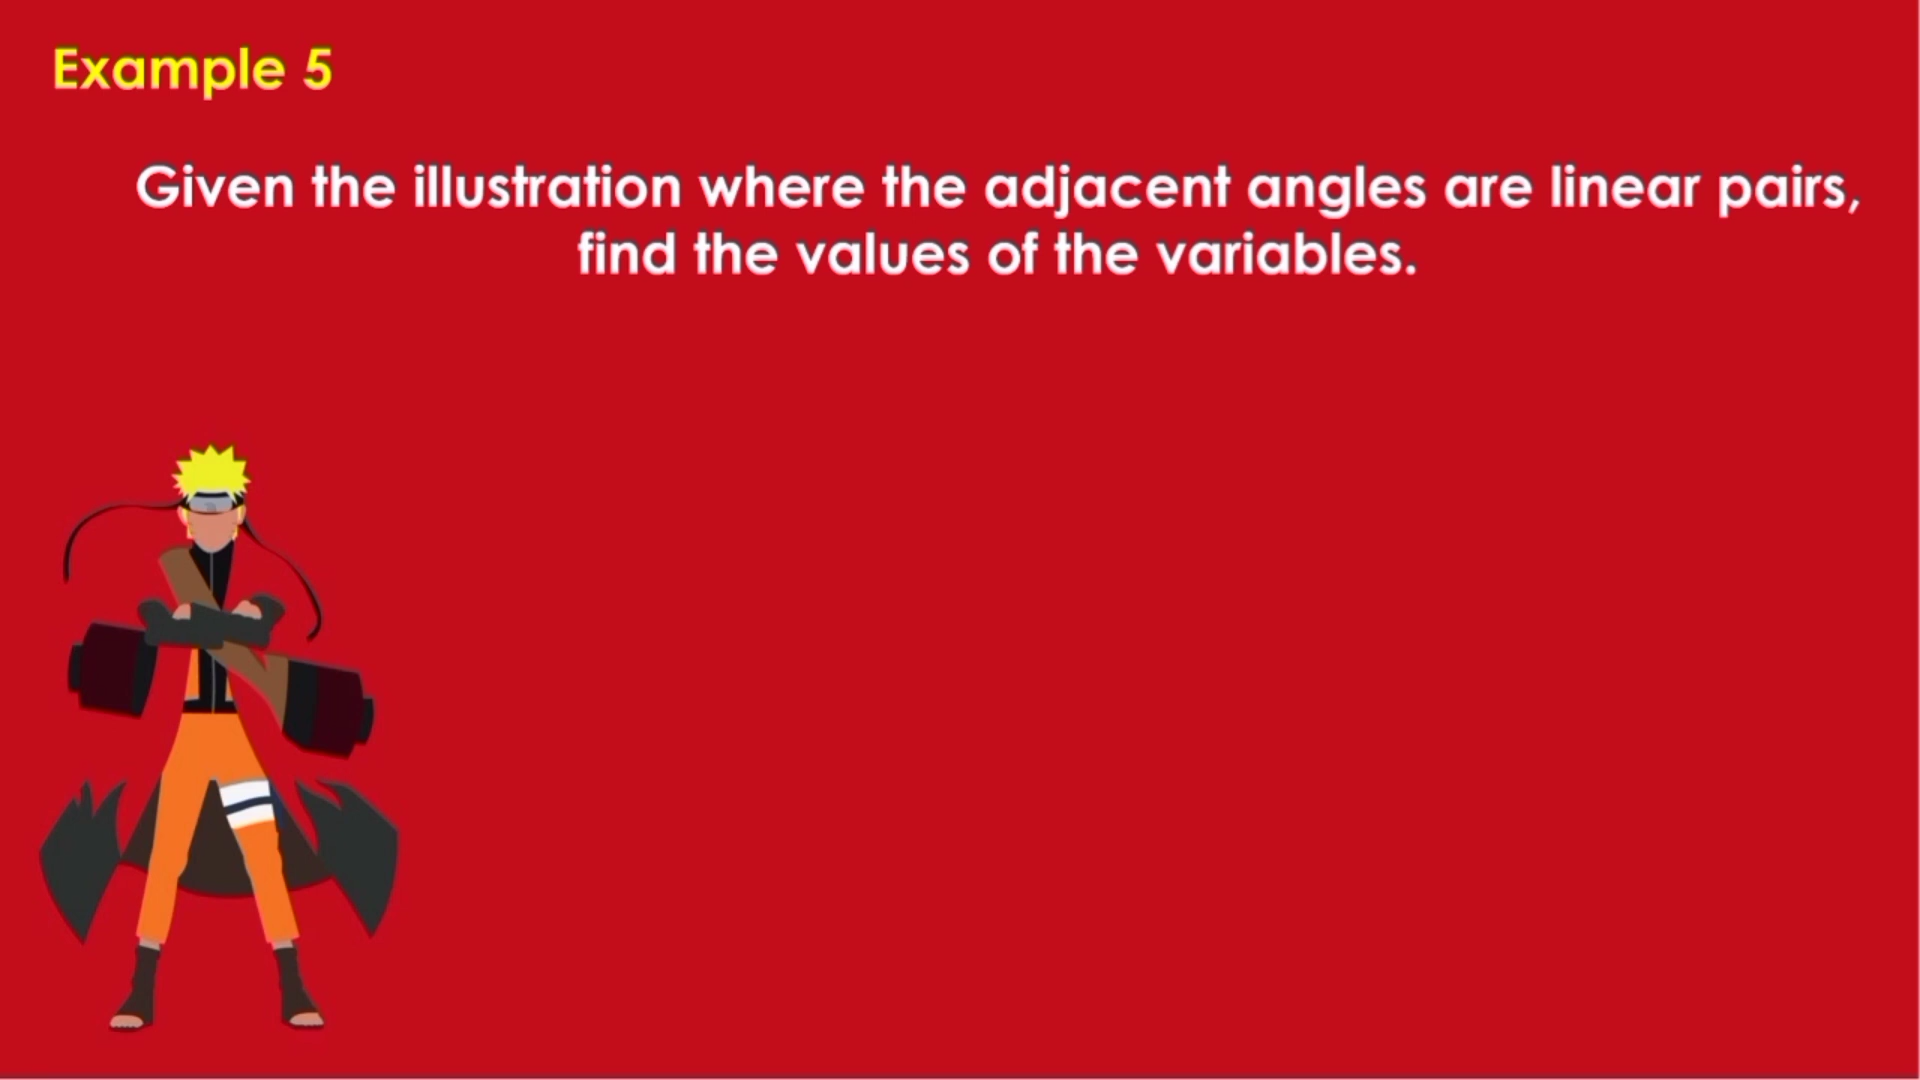 Example 5
Given the illustration where the adjacent angles are linear pairs,
find the values of the variables.